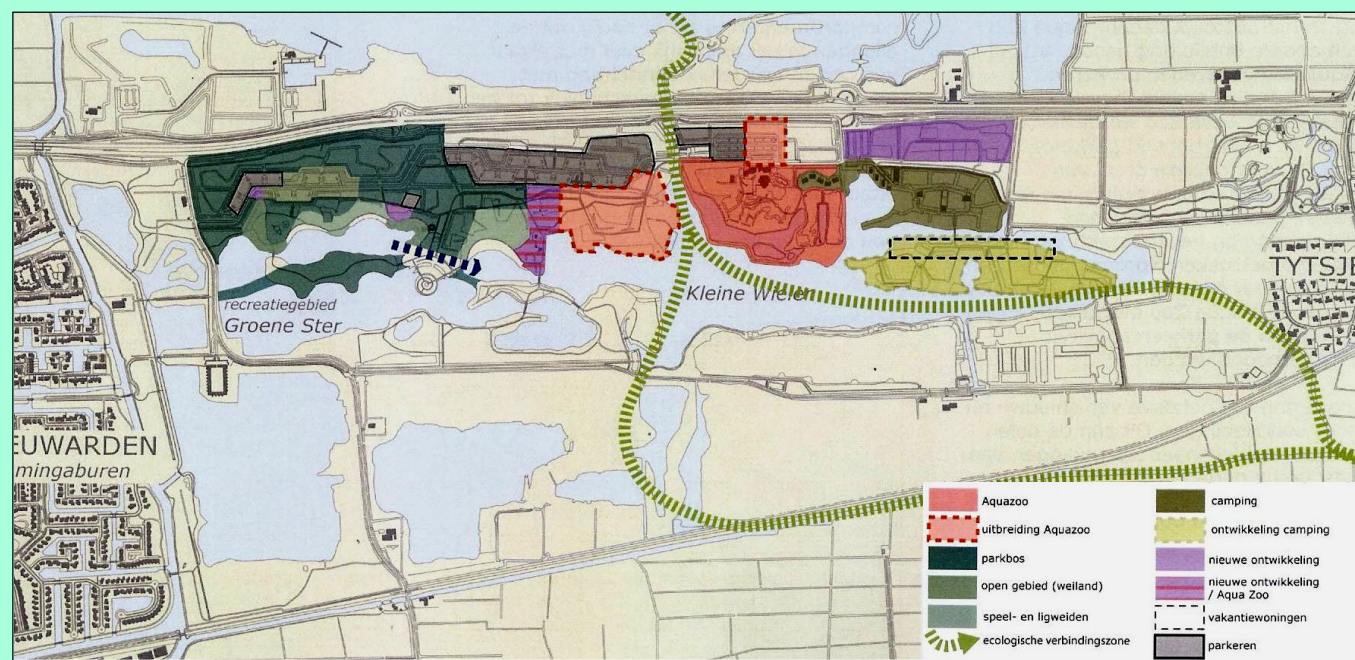 TYTSJE
recreatiegebied
Groene Ster
Kleine Wielen
EUWARDEN
mingaburen
Aquazoo
uitbreiding Aquazoo
parkbos
open gebied (weiland)
speel- en ligweiden
ecologische verbindingszone
camping
ontwikkeling camping
nieuwe ontwikkeling
nieuwe ontwikkeling
/ Aqua Zoo
vakantiewoningen
parkeren